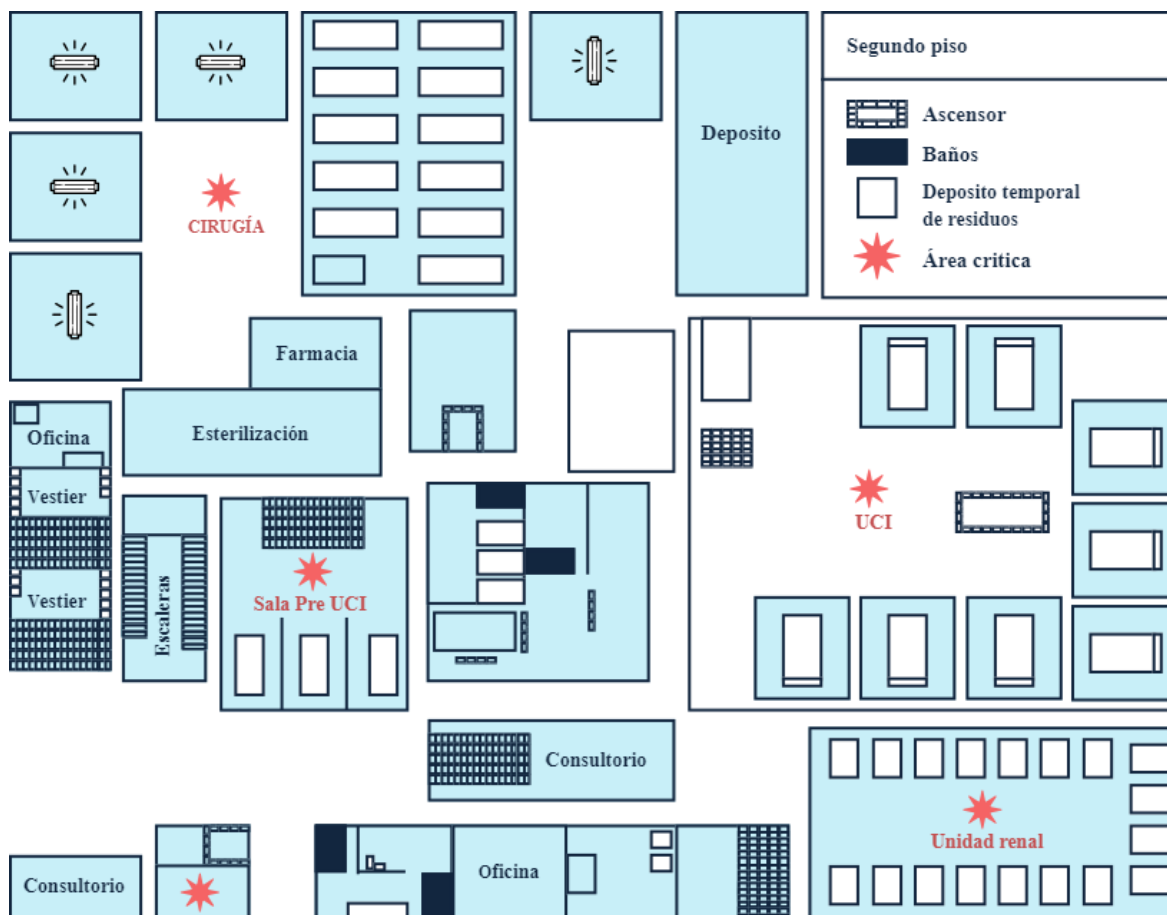 Segundo piso
Ascensor
Baños
Deposito temporal
de residuos
Área critica
Deposito
CIRUGÍA
Farmacia
Esterilización
Oficina
Vestier
Vestier
Escaleras
Sala Pre UCI
UCI
Consultorio
Unidad renal
Oficina
Consultorio